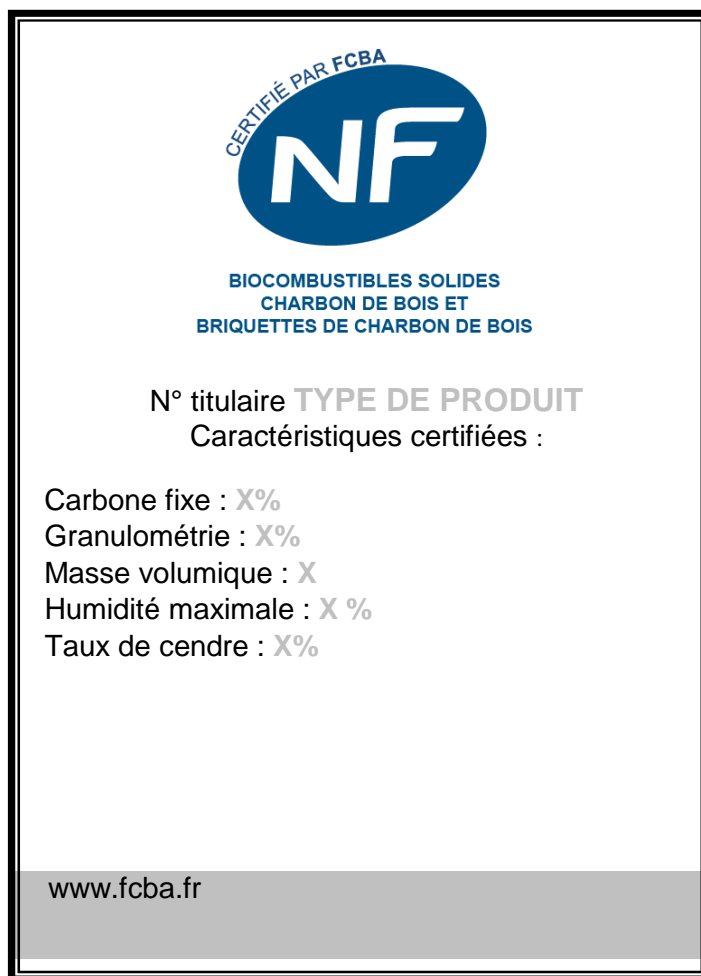 CERTIFIÉ PAR FCBA
NF
BIOCOMBUSTIBLES SOLIDES
CHARBON DE BOIS ET
BRIQUETTES DE CHARBON DE BOIS
N° titulaire TYPE DE PRODUIT
Caractéristiques certifiées :
Carbone fixe : X%
Granulométrie : X%
Masse volumique : X
Humidité maximale : X %
Taux de cendre : X%
www.fcba.fr